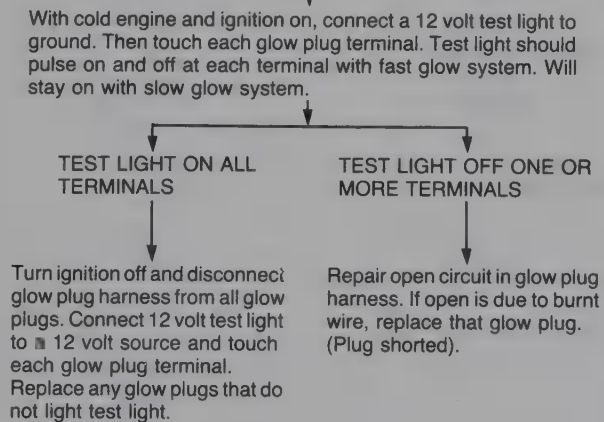 With cold engine and ignition on, connect a 12 volt test light to
ground. Then touch each glow plug terminal. Test light should
pulse on and off at each terminal with fast glow system. Will
stay on with slow glow system.
TEST LIGHT ON ALL
TERMINALS
Turn ignition off and disconnect
glow plug harness from all glow
plugs. Connect 12 volt test light
to a 12 volt source and touch
each glow plug terminal.
Replace any glow plugs that do
not light test light.
TEST LIGHT OFF ONE OR
MORE TERMINALS
Repair open circuit in glow plug
harness. If open is due to burnt
wire, replace that glow plug.
(Plug shorted).